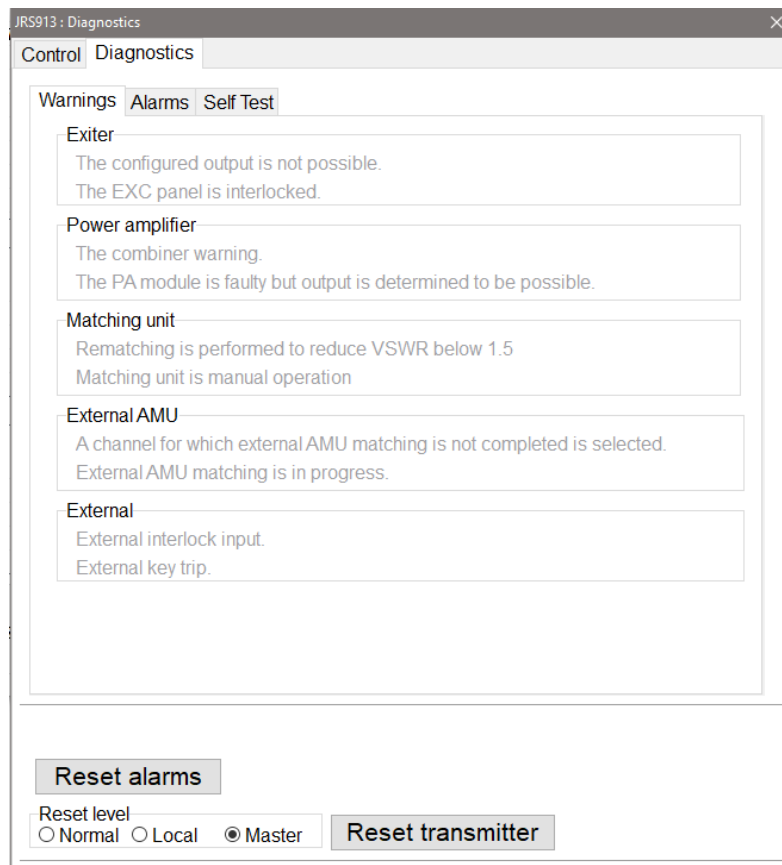 JRS913 : Diagnostics
Control Diagnostics
Warnings Alarms Self Test
Exiter
The configured output is not possible.
The EXC panel is interlocked.
Power amplifier
The combiner warning.
The PA module is faulty but output is determined to be possible.
Matching unit
Rematching is performed to reduce VSWR below 1.5
Matching unit is manual operation
External AMU
A channel for which external AMU matching is not completed is selected.
External AMU matching is in progress.
External
External interlock input.
External key trip.
Reset alarms
Reset level
Normal Local Master Reset transmitter